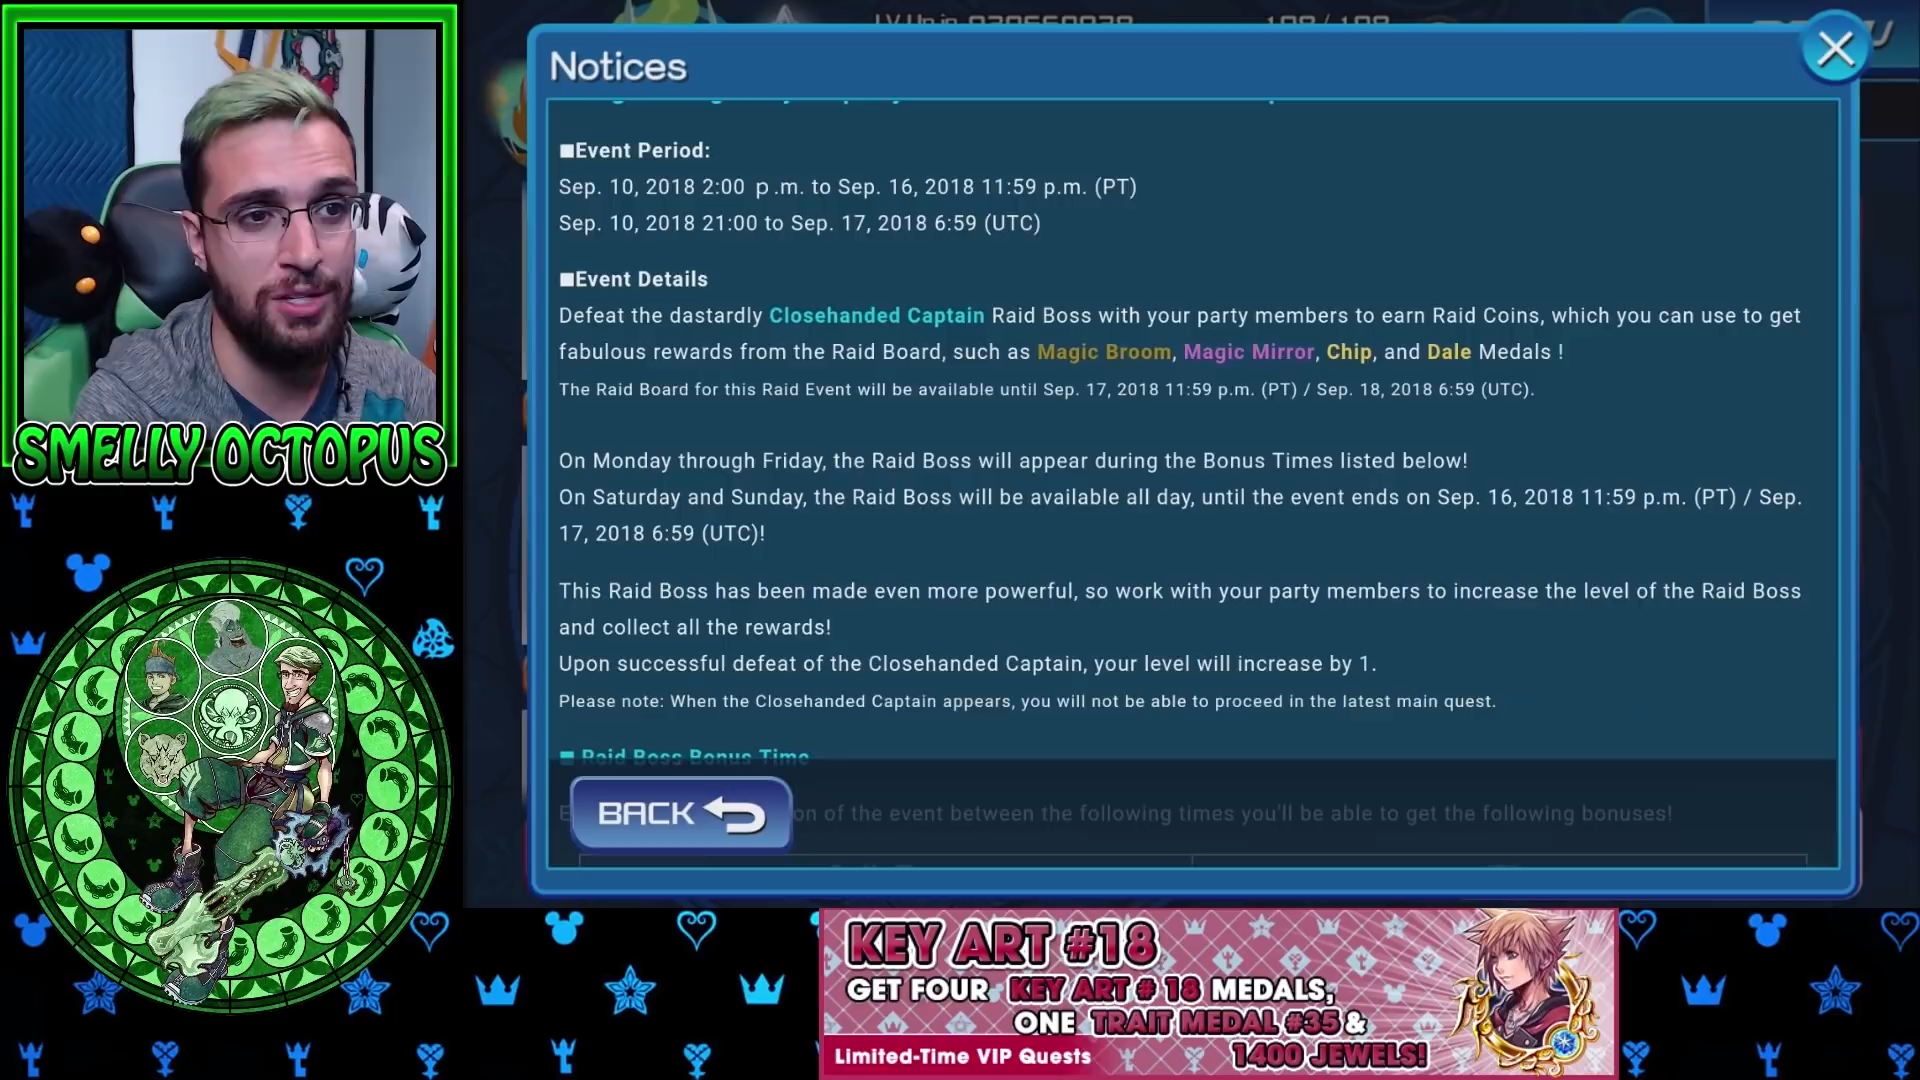 Notices
■Event Period:
Sep. 10, 2018 2:00 p.m. to Sep. 16, 2018 11:59 p.m. (PT)
Sep. 10, 2018 21:00 to Sep. 17, 2018 6:59 (UTC)
■Event Details
Defeat the dastardly Closehanded Captain Raid Boss with your party members to earn Raid Coins, which you can use to get
fabulous rewards from the Raid Board, such as Magic Broom, Magic Mirror, Chip, and Dale Medals !
The Raid Board for this Raid Event will be available until Sep. 17, 2018 11:59 p.m. (PT) / Sep. 18, 2018 6:59 (UTC).
On Monday through Friday, the Raid Boss will appear during the Bonus Times listed below!
On Saturday and Sunday, the Raid Boss will be available all day, until the event ends on Sep. 16, 2018 11:59 p.m. (PT) / Sep.
17, 2018 6:59 (UTC)!
This Raid Boss has been made even more powerful, so work with your party members to increase the level of the Raid Boss
and collect all the rewards!
Upon successful defeat of the Closehanded Captain, your level will increase by 1.
Please note: When the Closehanded Captain appears, you will not be able to proceed in the latest main quest.
■ Raid Boss Bonus Time
on of the event between the following times you'll be able to get the following bonuses!
BACK
SMELLY OCTOPUS
KEY ART #18
GET FOUR KEY ART #18 MEDALS,
ONE TRAIT MEDAL #35 &
1400 JEWELS!
Limited-Time VIP Quests